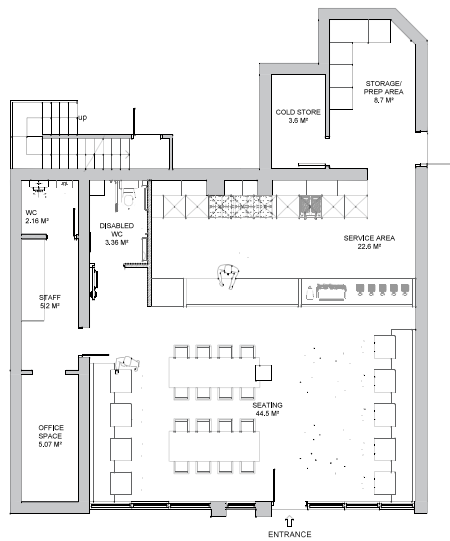 STORAGE/
PREP AREA
8.7 M²
COLD STORE
3.6 M²
up
WC
2.16 M²
DISABLED
WC
3.36 M²
SERVICE AREA
22.6 M²
STAFF
5.2 M²
SEATING
44.5 M²
OFFICE
SPACE
5.07 M²
ENTRANCE